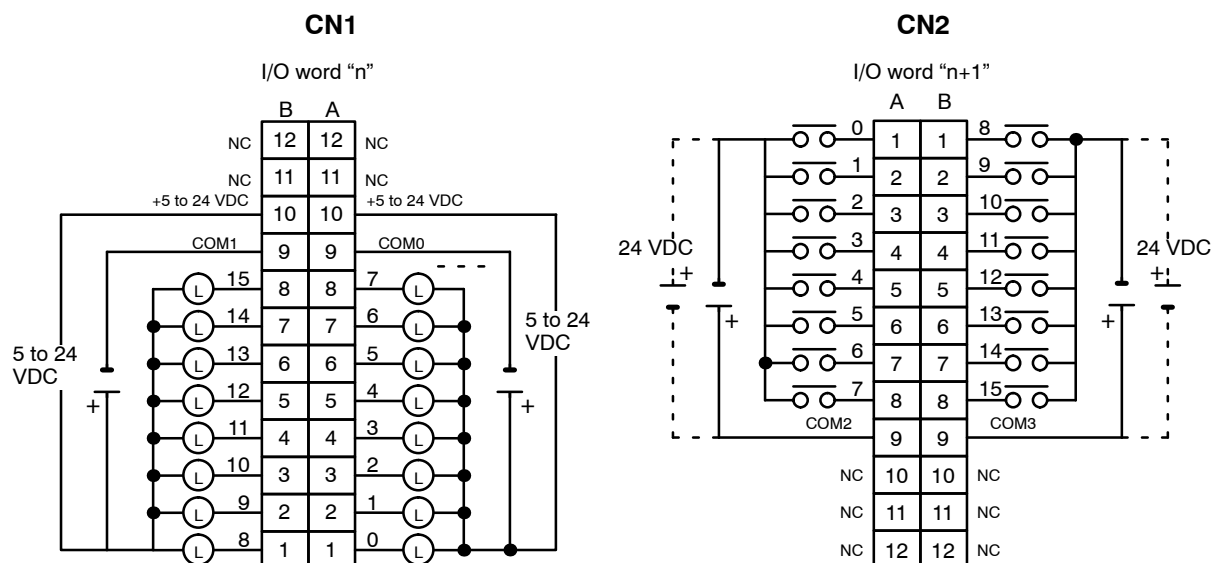 CN1
I/O word “n”
B A
NC 12 12 NC
NC 11 11 NC
+5 to 24 VDC 10 10 +5 to 24 VDC
COM1 9 9 COM0
L 15 8 8 7 L
L 14 7 7 6 L
L 13 6 6 5 L
L 12 5 5 4 L
L 11 4 4 3 L
L 10 3 3 2 L
L 9 2 2 1 L
L 8 1 1 0 L
5 to 24
VDC
+
5 to 24
VDC
+
CN2
I/O word “n+1”
A B
0 1 1 8
1 2 2 9
2 3 3 10
3 4 4 11
4 5 5 12
5 6 6 13
6 7 7 14
7 8 8 15
COM2 9 9 COM3
NC 10 10 NC
NC 11 11 NC
NC 12 12 NC
24 VDC
+
+
24 VDC
+
+